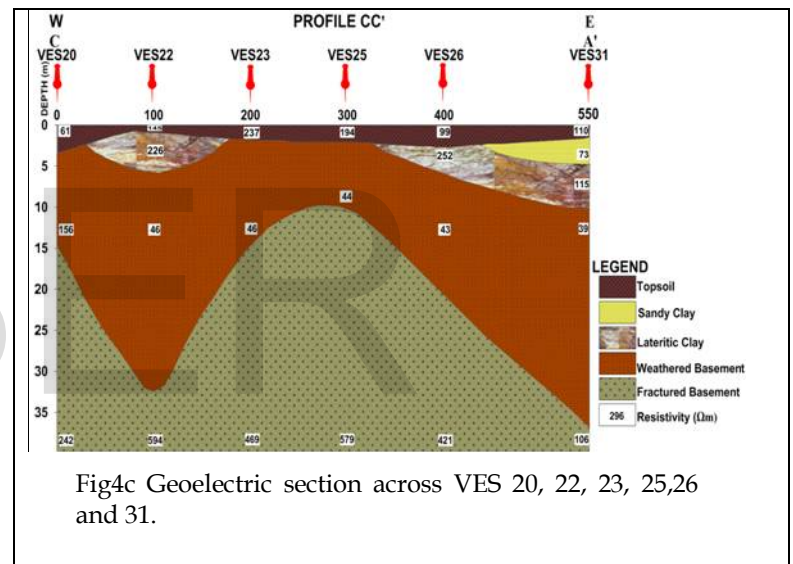 W PROFILE CC' E
C A'
VES20 VES22 VES23 VES25 VES26 VES31
DEPTH (m)
0 100 200 300 400 550
0
61 237 194 99 110
226 252 73
5
115
10
44
156 46 46 43 39
15
20
25
30
35
242 594 469 579 421 106
LEGEND
Topsoil
Sandy Clay
Lateritic Clay
Weathered Basement
Fractured Basement
296 Resistivity (Ωm)
ER
Fig4c Geoelectric section across VES 20, 22, 23, 25,26
and 31.